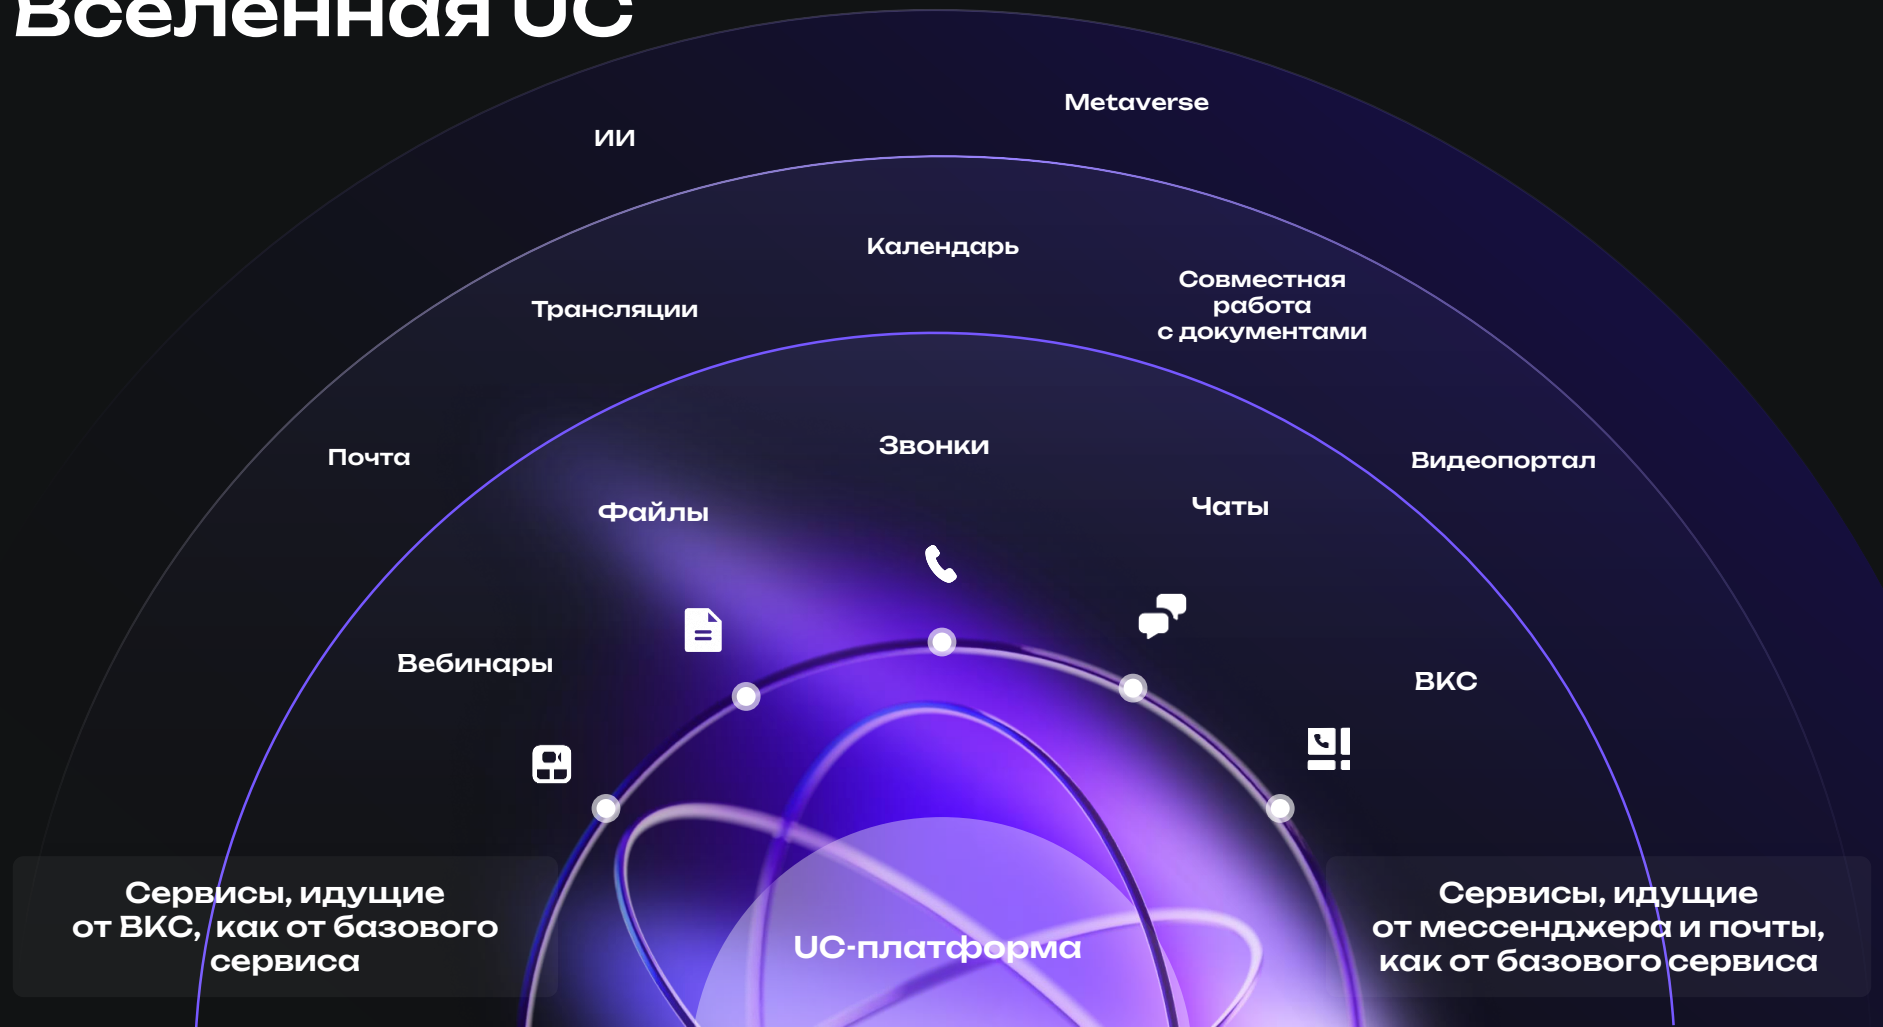 Вселенная UC
Metaverse
ИИ
Календарь
Совместная
работа
с документами
Трансляции
Звонки
Почта
Видеопортал
Файлы
Чаты
Вебинары
ВКС
Сервисы, идущие
от ВКС, как от базового
сервиса
UC-платформа
Сервисы, идущие
от мессенджера и почты,
как от базового сервиса